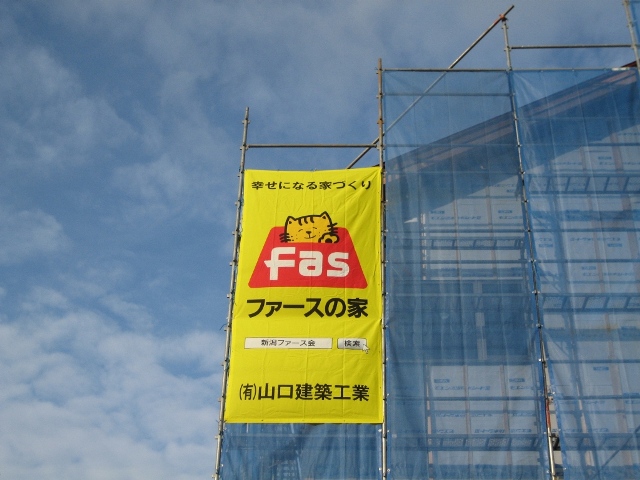 幸せになる家づくり
Fas
ファースの家
新潟ファース会 検索
(有)山口建築工業